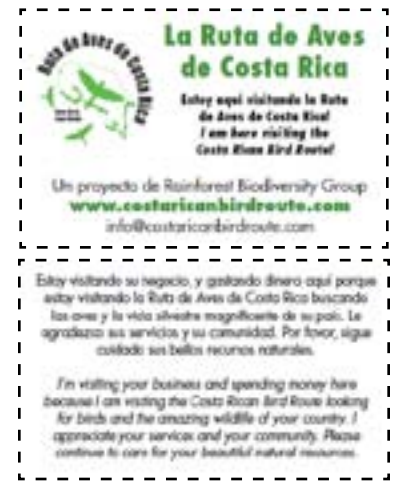 Ruta de Aves de Costa Rica
La Ruta de Aves
de Costa Rica
Estoy aquí visitando la Ruta
de Aves de Costa Rica!
I am here visiting the
Costa Rican Bird Route!
Un proyecto de Rainforest Biodiversity Group
www.costaricanbirdroute.com
info@costaricanbirdroute.com
Estoy visitando su negocio, y gastando dinero aquí porque
estoy visitando la Ruta de Aves de Costa Rica buscando
las aves y la vida silvestre magnificente de su país. Le
agradezco sus servicios y su comunidad. Por favor, sigue
cuidado sus bellos recursos naturales.
I'm visiting your business and spending money here
because I am visiting the Costa Rican Bird Route looking
for birds and the amazing wildlife of your country. I
appreciate your services and your community. Please
continue to care for your beautiful natural resources.